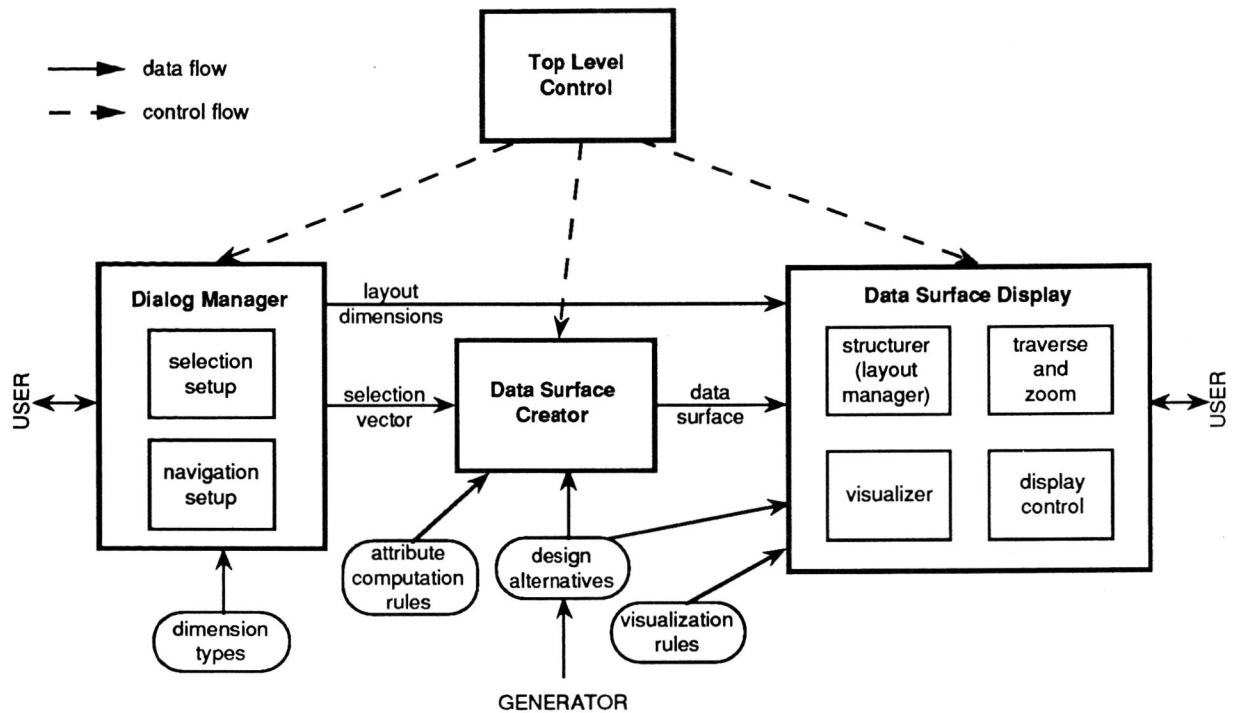 data flow
control flow
Top Level
Control
Dialog Manager
selection
setup
navigation
setup
USER
layout
dimensions
selection
vector
Data Surface
Creator
data
surface
Data Surface Display
structurer
(layout
manager)
traverse
and
zoom
visualizer
display
control
USER
dimension
types
attribute
computation
rules
design
alternatives
visualization
rules
GENERATOR